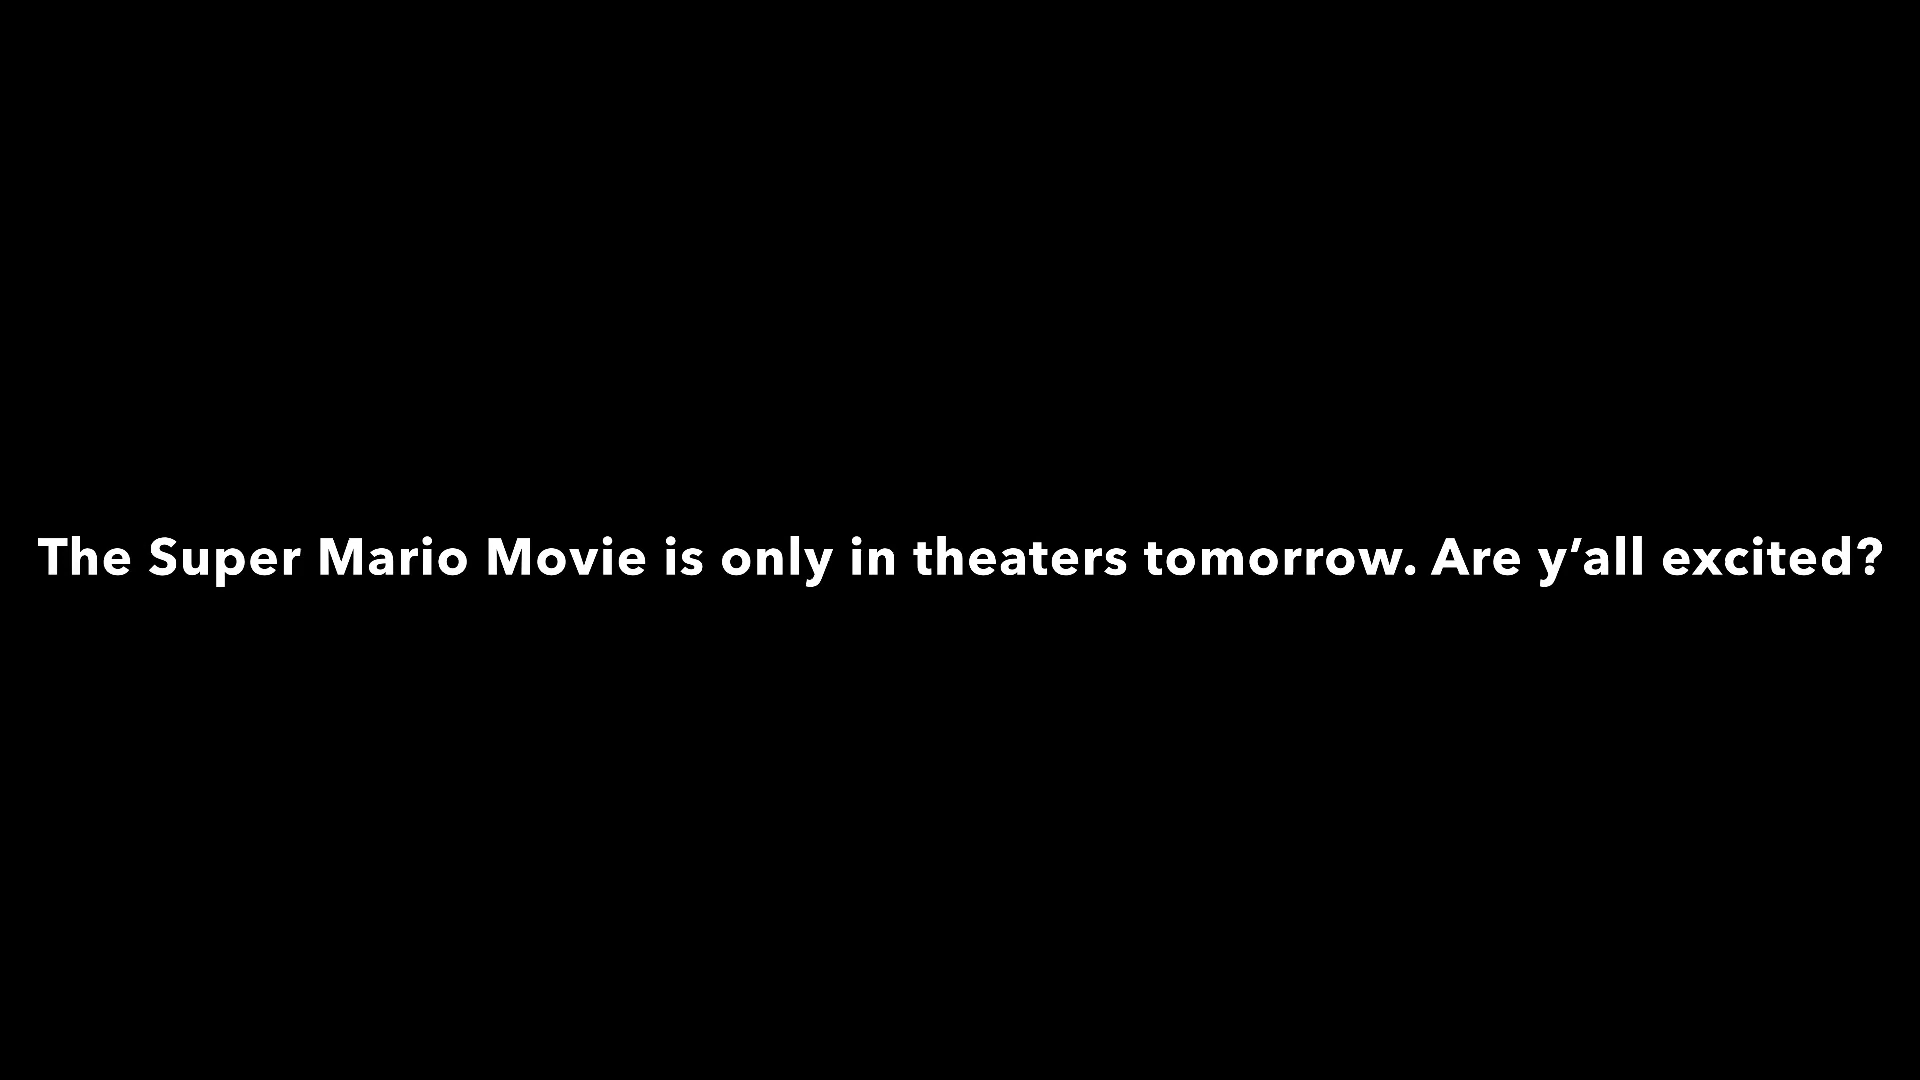 The Super Mario Movie is only in theaters tomorrow. Are y’all excited?